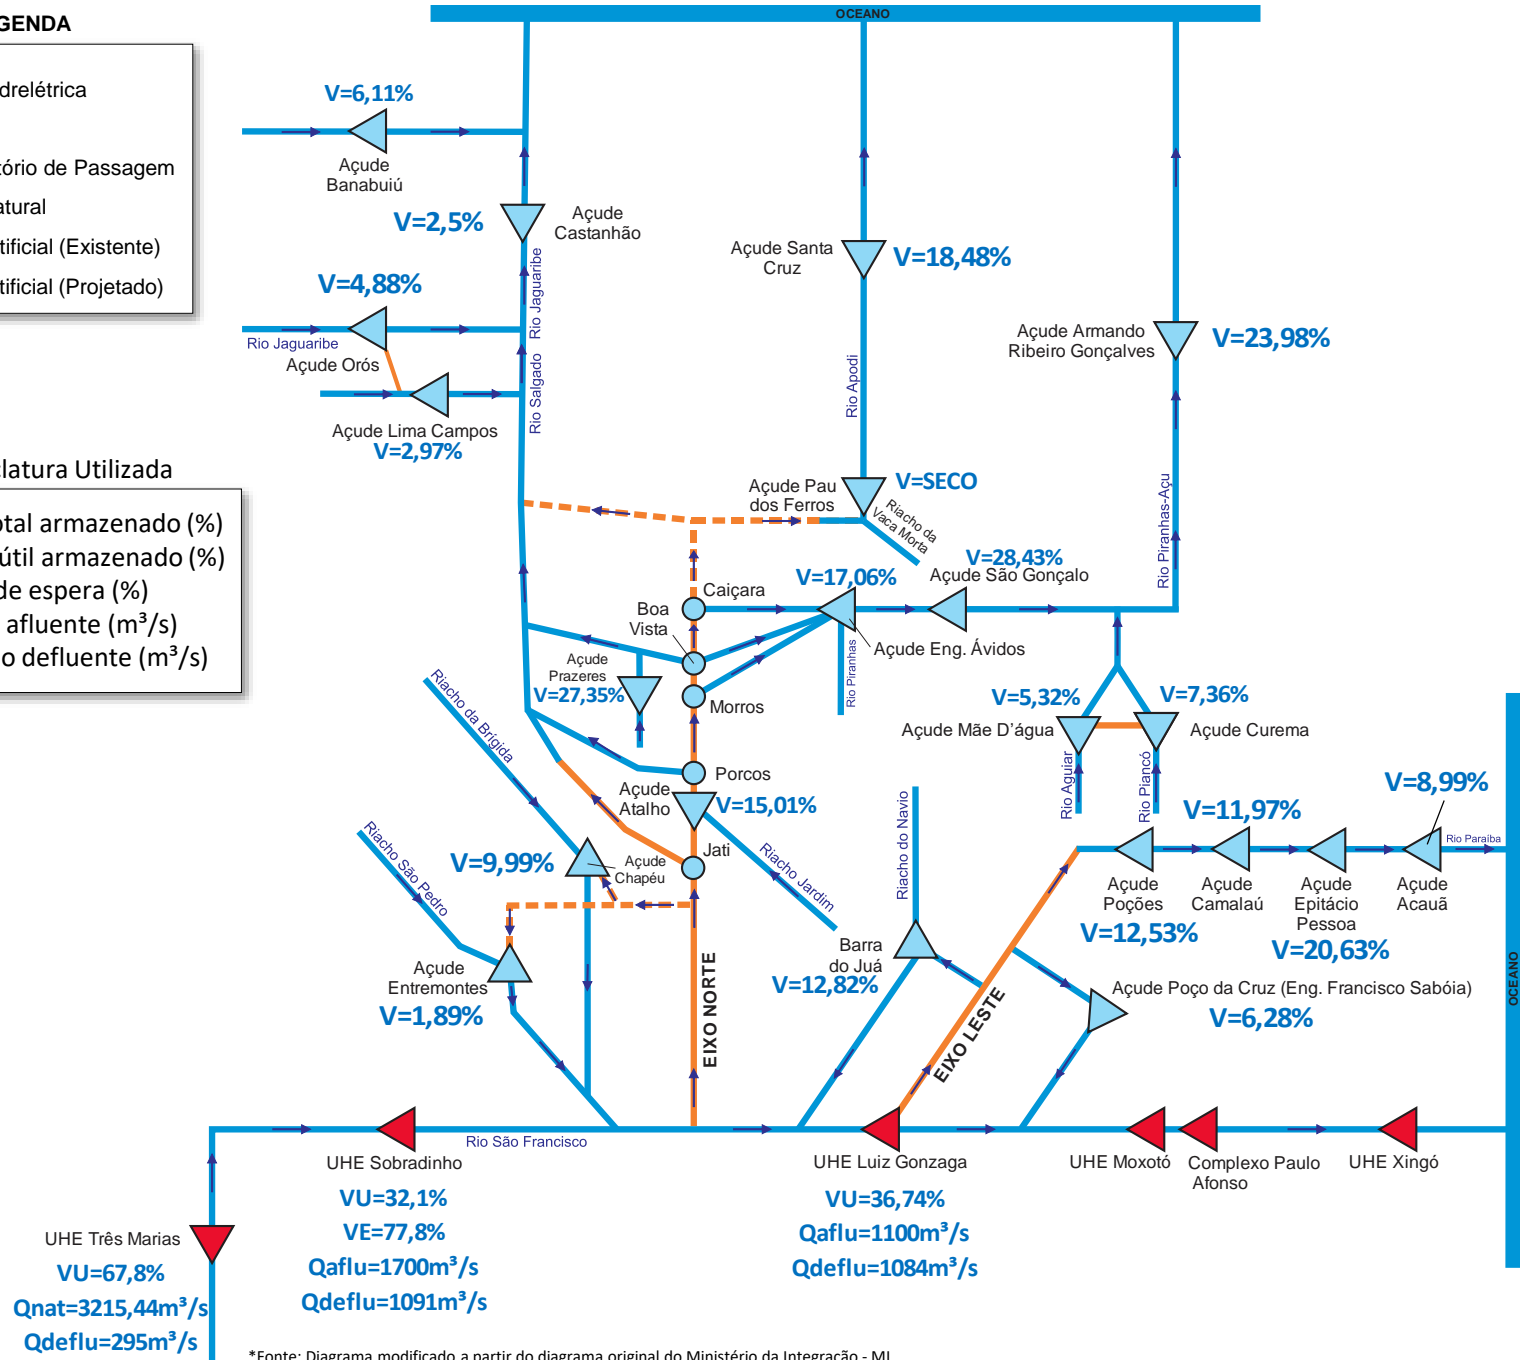 OCEANO
GENDA
drelétrica
tório de Passagem
atural
tificial (Existente)
tificial (Projetado)
V=6,11%
Açude
Banabuiú
V=2,5%
Açude
Castanhão
Rio Jaguaribe
V=4,88%
Rio Jaguaribe
Açude Orós
Rio Salgado
Açude Lima Campos
V=2,97%
Açude Santa
Cruz
V=18,48%
Rio Apodi
Açude Armando
Ribeiro Gonçalves
V=23,98%
Rio Piranhas-Açu
clatura Utilizada
otal armazenado (%)
útil armazenado (%)
de espera (%)
afluente (m³/s)
o defluente (m³/s)
Açude Pau
dos Ferros
V=SECO
Riacho da
Vaca Morta
V=28,43%
Açude São Gonçalo
V=17,06%
Açude Eng. Ávidos
Rio Piranhas
Caiçara
Boa
Vista
Morros
Açude
Prazeres
V=27,35%
Porcos
Açude
Atalho
V=15,01%
Jati
Riacho Jardim
Riacho da Brígida
Riacho São Pedro
V=9,99%
Açude
Chapéu
Açude
Entremontes
V=1,89%
EIXO NORTE
V=5,32%
Açude Mãe D'água
V=7,36%
Açude Curema
Rio Aguiar
Rio Piancó
V=8,99%
V=11,97%
Rio Paraíba
Açude
Poções
V=12,53%
Açude
Camalaú
Açude
Epitácio
Pessoa
V=20,63%
Açude
Acauã
Riacho do Navio
Barra
do Juá
V=12,82%
EIXO LESTE
Açude Poço da Cruz (Eng. Francisco Sabóia)
V=6,28%
OCEANO
Rio São Francisco
UHE Sobradinho
VU=32,1%
VE=77,8%
Qaflu=1700m³/s
Qdeflu=1091m³/s
UHE Luiz Gonzaga
VU=36,74%
Qaflu=1100m³/s
Qdeflu=1084m³/s
UHE Moxotó
Complexo Paulo
Afonso
UHE Xingó
UHE Três Marias
VU=67,8%
Qnat=3215,44m³/s
Qdeflu=295m³/s
*Fonte: Diagrama modificado a partir do diagrama original do Ministério da Integração - MI